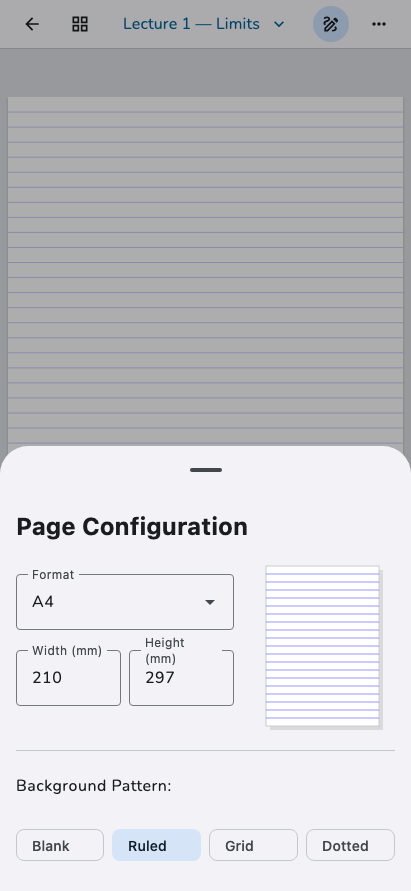 Lecture 1 — Limits
Page Configuration
Format
A4
Width (mm)
210
Height
(mm)
297
Background Pattern:
Blank
Ruled
Grid
Dotted